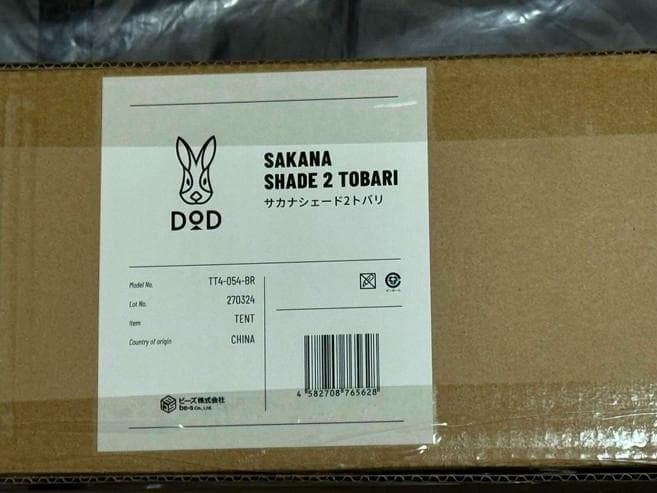 DOD
SAKANA
SHADE 2 TOBARI
サカナシェード2トバリ
Model No. TT4-054-BR
Lot No. 270324
Item TENT
Country of origin CHINA
ビーズ株式会社
be-s Co., Ltd.
4 582708 765628